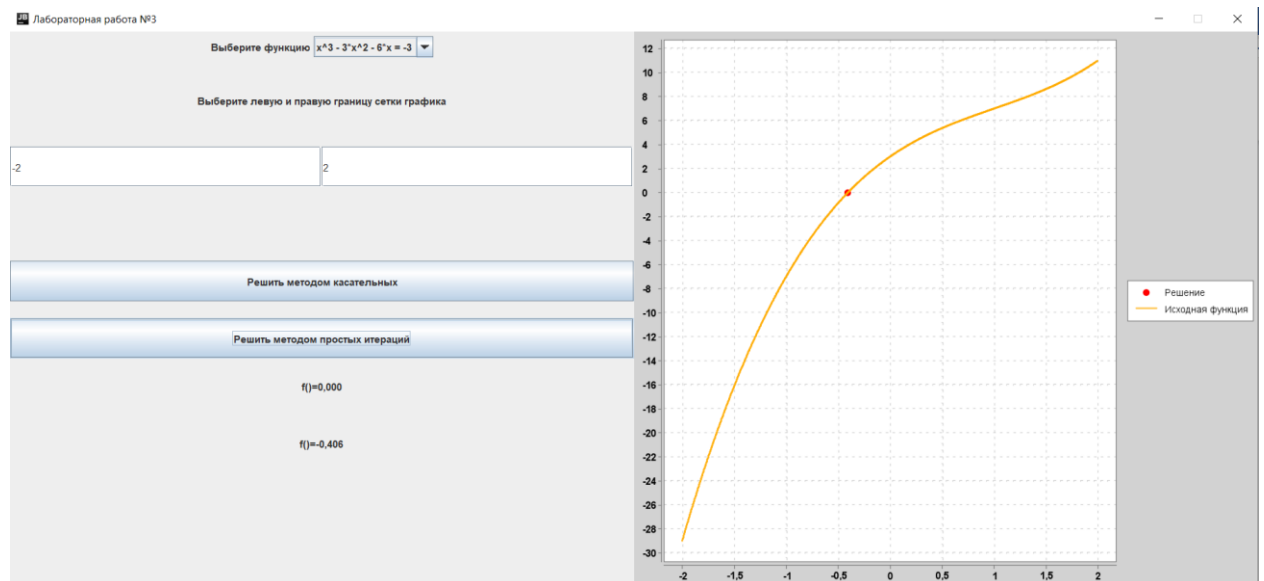 Лабораторная работа №3
Выберите функцию x^3 - 3*x^2 - 6*x = -3
Выберите левую и правую границу сетки графика
-2 2
Решить методом касательных
Решить методом простых итераций
f()=0,000
f()=-0,406
12
10
8
6
4
2
0
-2
-4
-6
-8
-10
-12
-14
-16
-18
-20
-22
-24
-26
-28
-30
-2 -1,5 -1 -0,5 0 0,5 1 1,5 2
Решение
Исходная функция